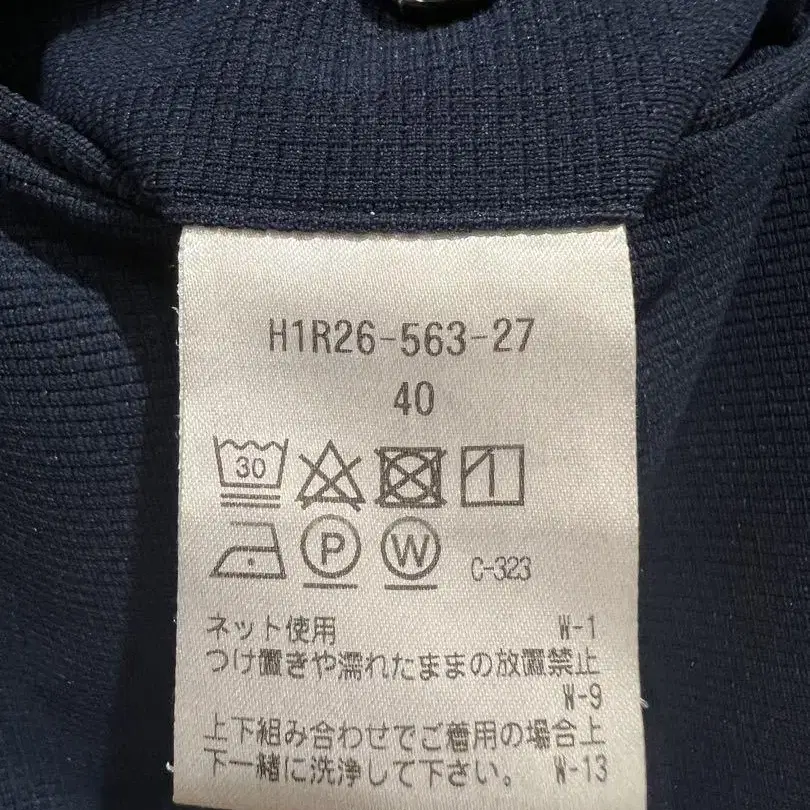 H1R26-563-27
40
30
P W C-323
ネット使用 W-1
つけ置きや濡れたままの放置禁止
W-9
上下組み合わせでご着用の場合上
下一緒に洗浄して下さい。 W-13